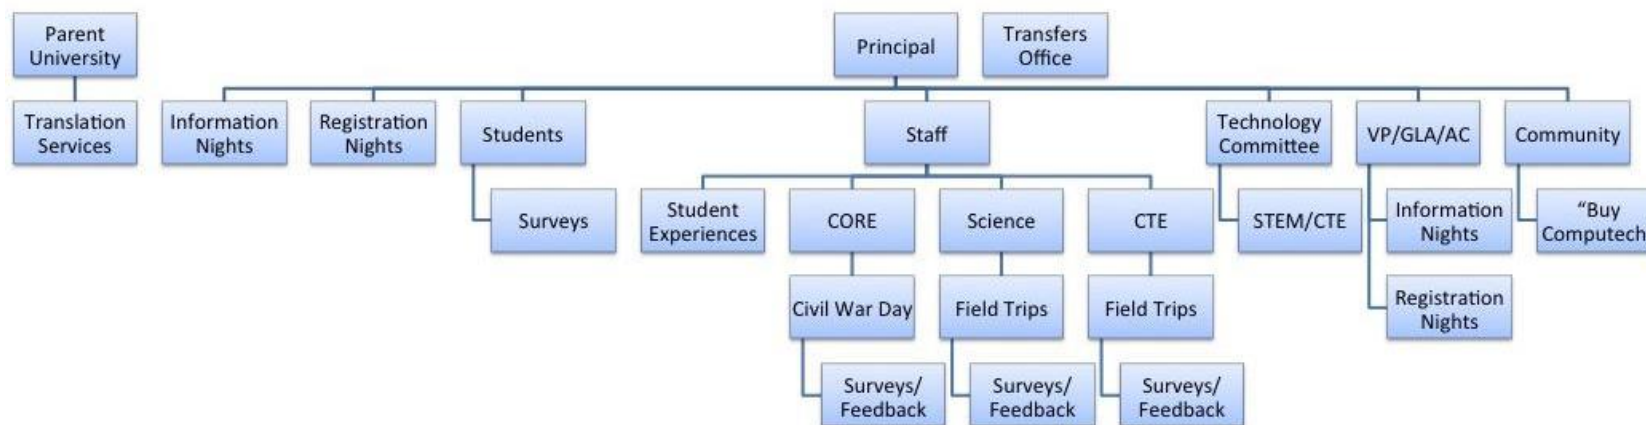 Parent
University
Principal
Transfers
Office
Translation
Services
Information
Nights
Registration
Nights
Students
Staff
Technology
Committee
VP/GLA/AC
Community
Surveys
Student
Experiences
CORE
Science
CTE
STEM/CTE
Information
Nights
“Buy
Computech
Civil War Day
Field Trips
Field Trips
Registration
Nights
Surveys/
Feedback
Surveys/
Feedback
Surveys/
Feedback